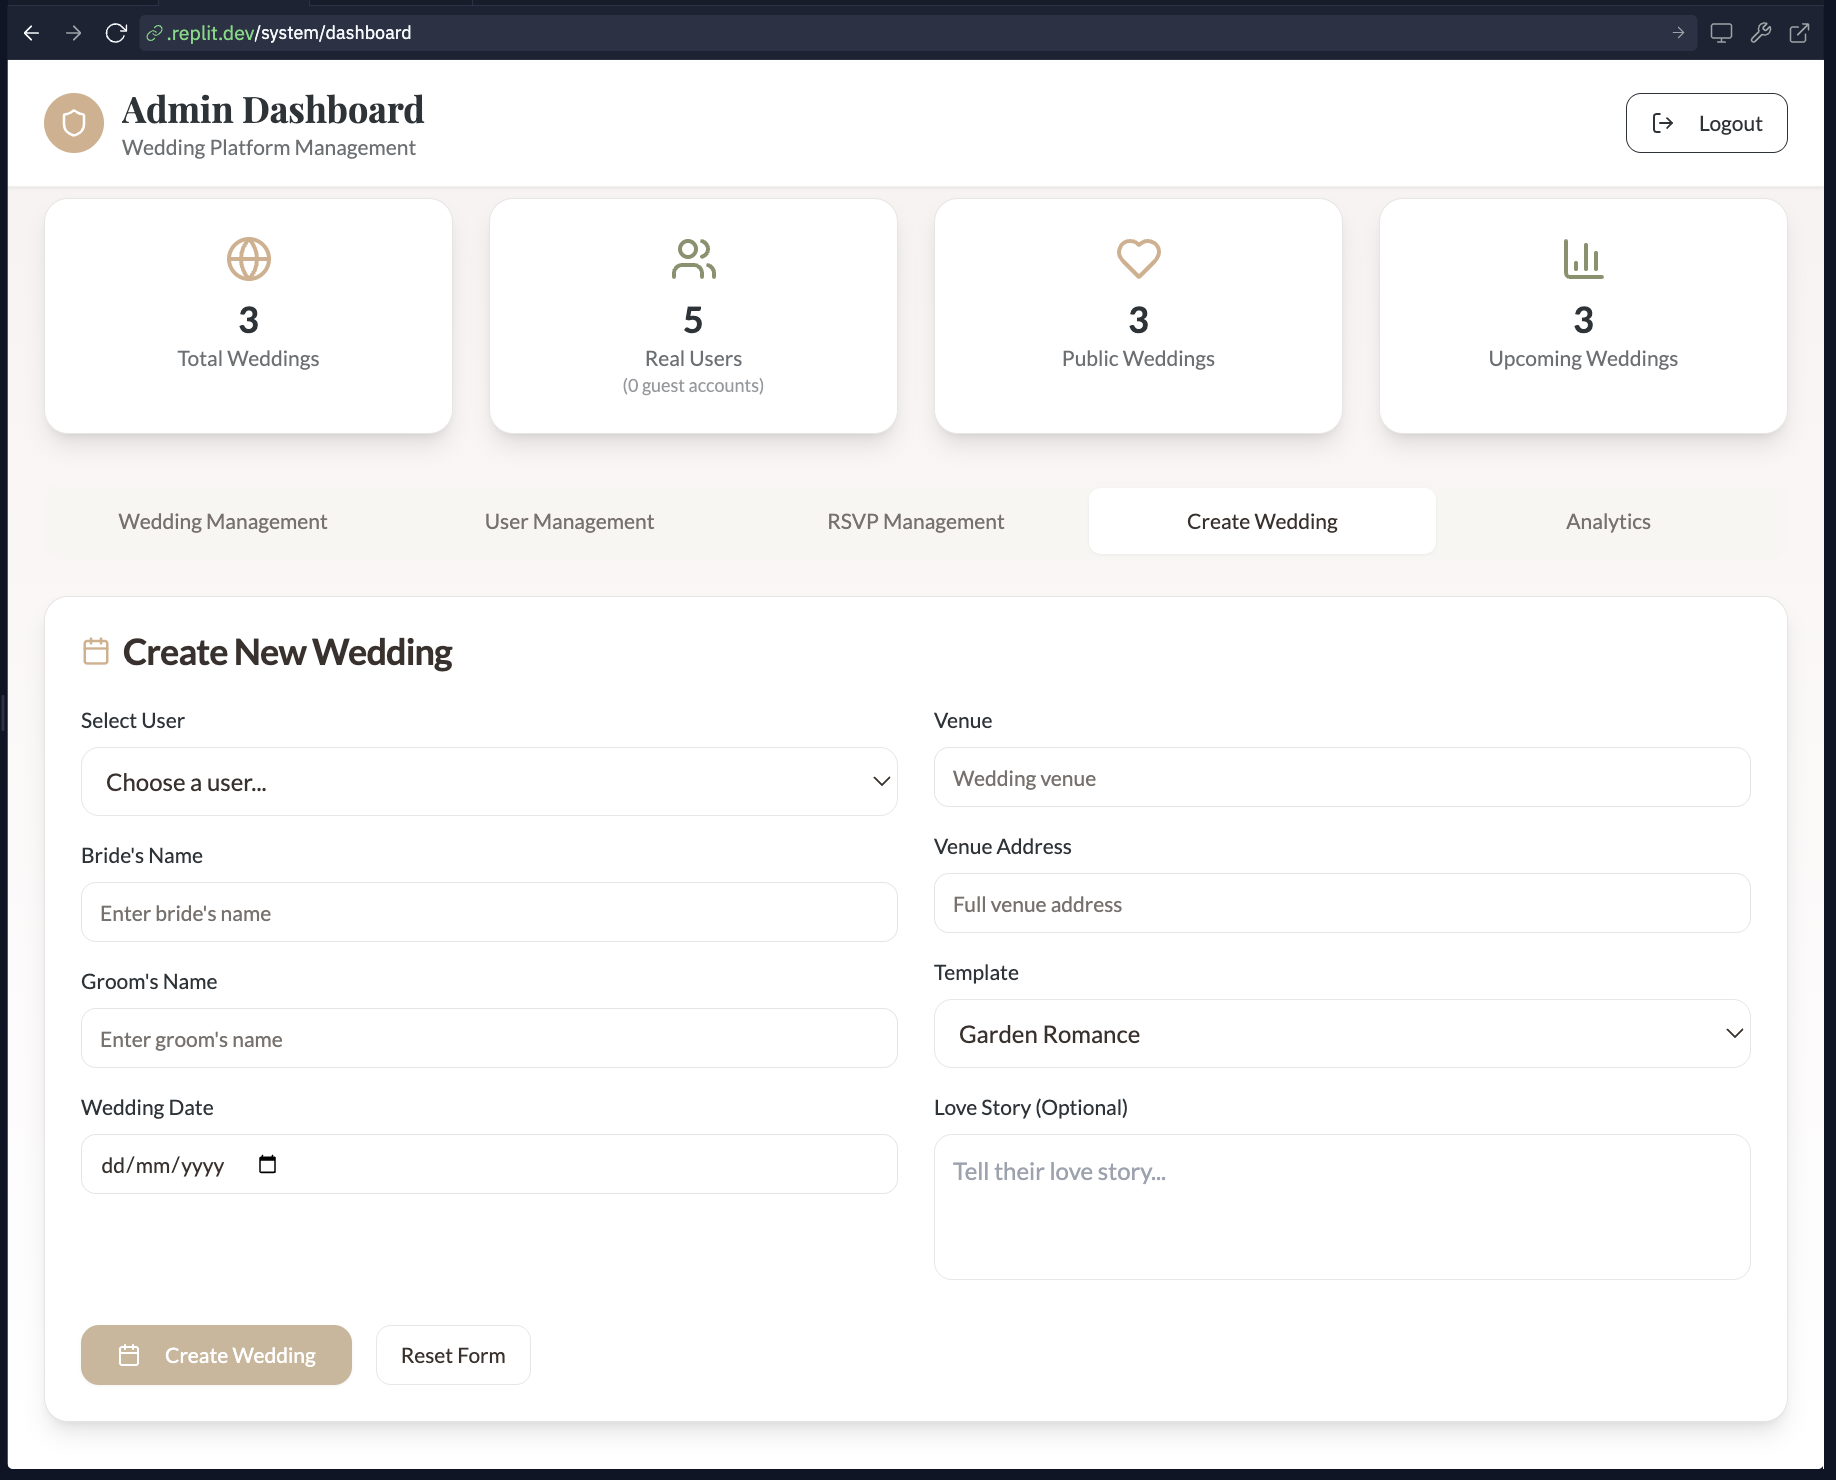 .replit.dev/system/dashboard
Admin Dashboard
Wedding Platform Management
Logout
3
Total Weddings
5
Real Users
(0 guest accounts)
3
Public Weddings
3
Upcoming Weddings
Wedding Management
User Management
RSVP Management
Create Wedding
Analytics
Create New Wedding
Select User
Choose a user...
Bride's Name
Enter bride's name
Groom's Name
Enter groom's name
Wedding Date
dd/mm/yyyy
Venue
Wedding venue
Venue Address
Full venue address
Template
Garden Romance
Love Story (Optional)
Tell their love story...
Create Wedding
Reset Form